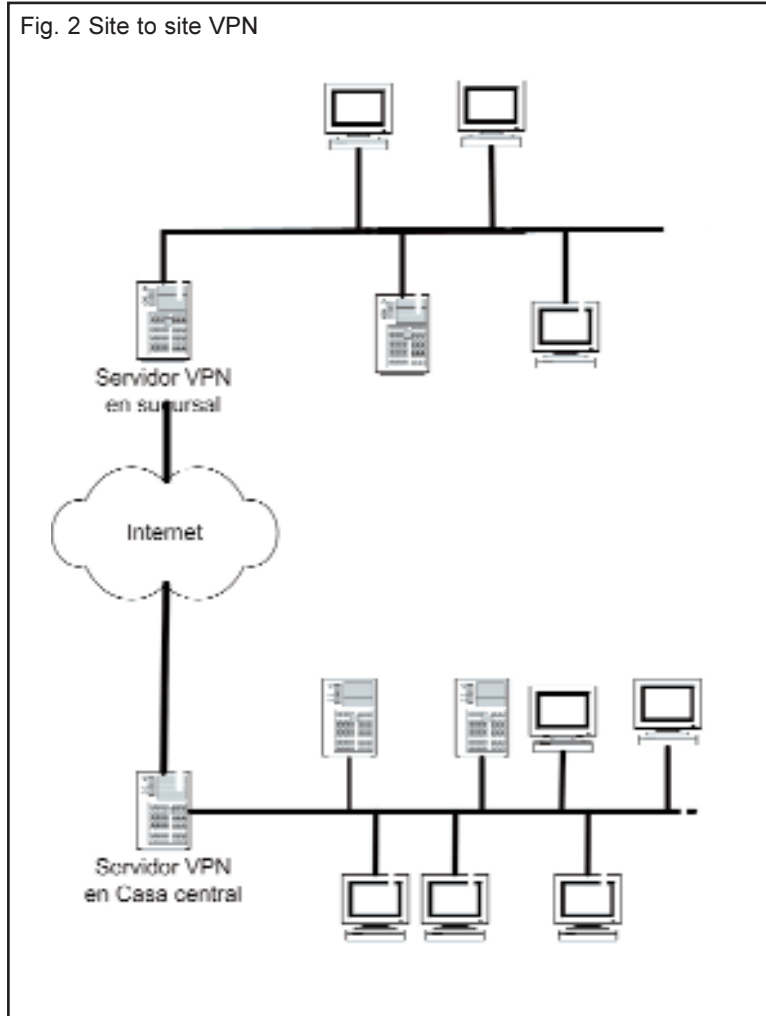 Fig. 2 Site to site VPN
Servidor VPN
en sucursal
Internet
Servidor VPN
en Casa central